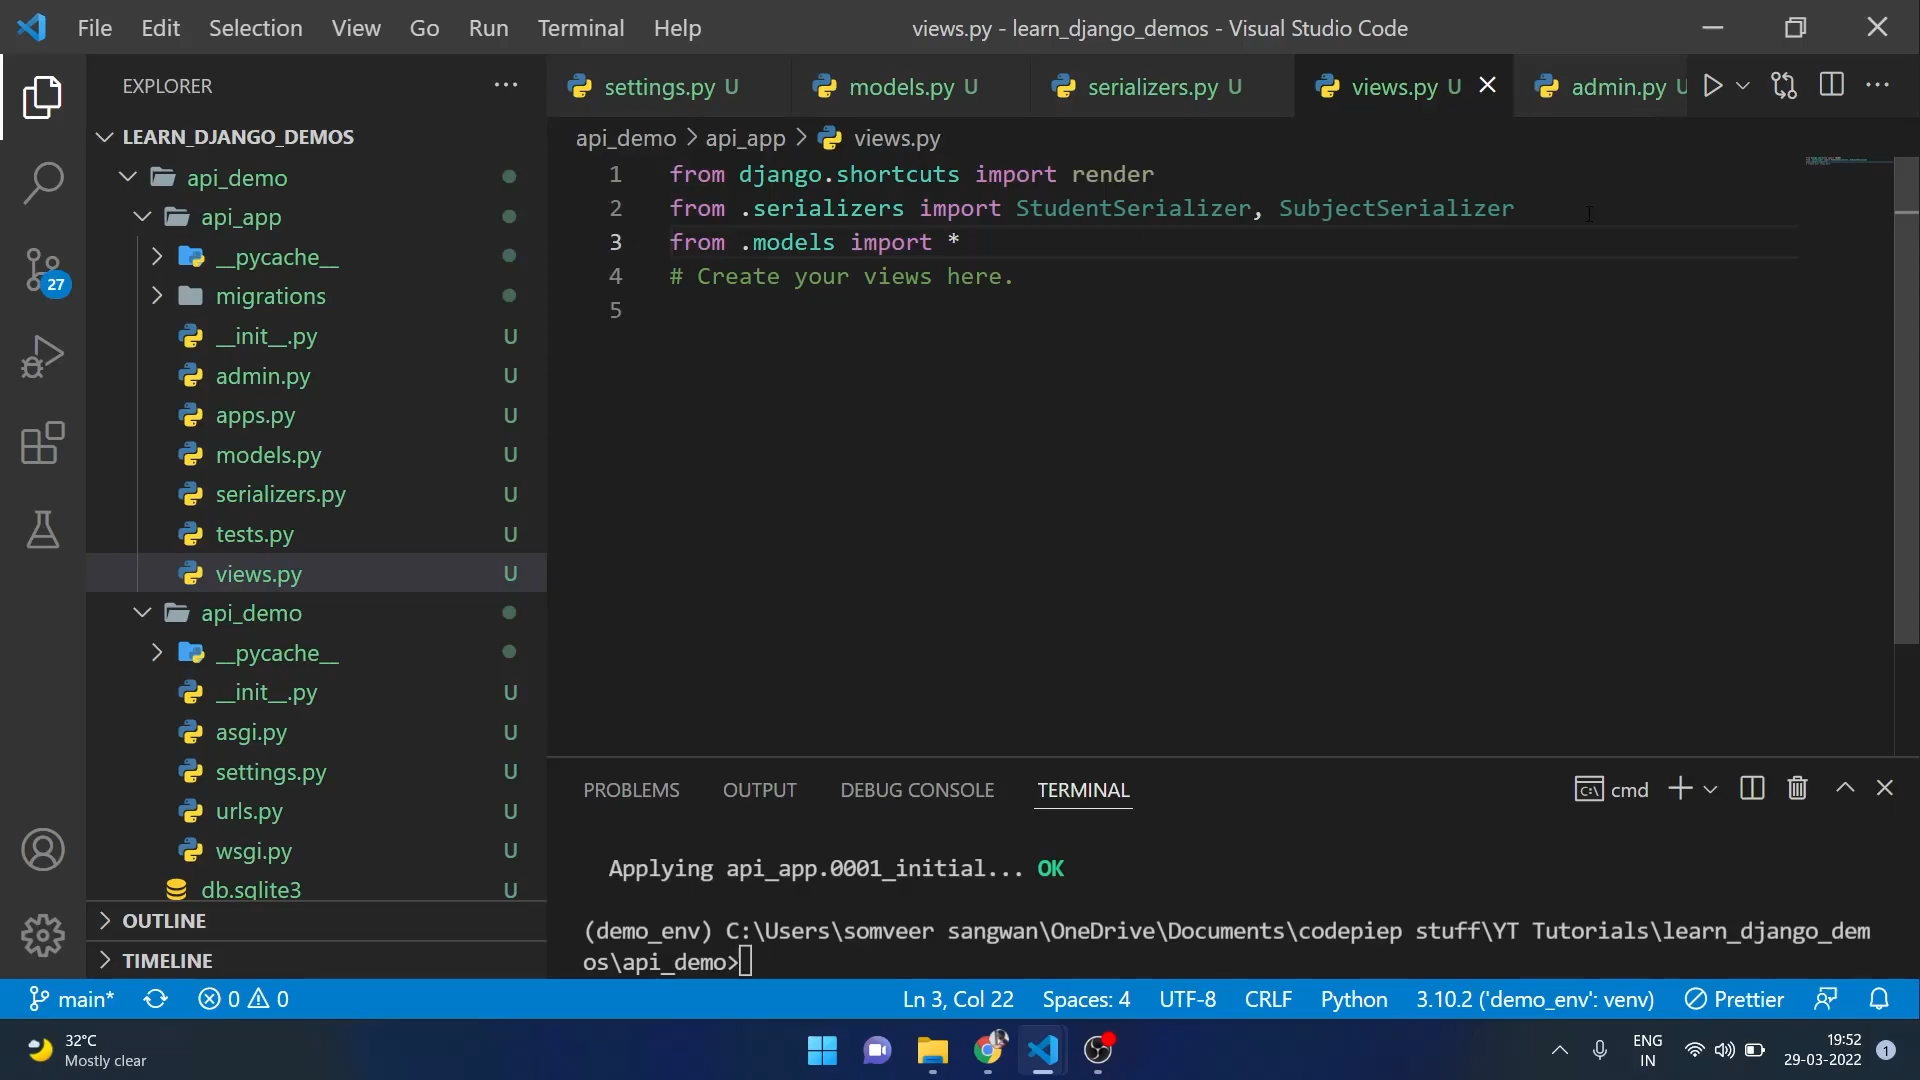 File Edit Selection View Go Run Terminal Help
views.py - learn_django_demos - Visual Studio Code
EXPLORER
LEARN_DJANGO_DEMOS
api_demo
api_app
__pycache__
migrations
__init__.py U
admin.py U
apps.py U
models.py U
serializers.py U
tests.py U
views.py U
api_demo
__pycache__
__init__.py U
asgi.py U
settings.py U
urls.py U
wsgi.py U
db.sqlite3 U
OUTLINE
TIMELINE
27
settings.py U models.py U serializers.py U views.py U admin.py U
api_demo > api_app > views.py
1 from django.shortcuts import render
2 from .serializers import StudentSerializer, SubjectSerializer
3 from .models import *
4 # Create your views here.
5
PROBLEMS OUTPUT DEBUG CONSOLE TERMINAL
cmd
Applying api_app.0001_initial... OK
(demo_env) C:\Users\somveer sangwan\OneDrive\Documents\codepiep stuff\YT Tutorials\learn_django_dem
os\api_demo>
main* 0 0
Ln 3, Col 22 Spaces: 4 UTF-8 CRLF Python 3.10.2 ('demo_env': venv) Prettier
32°C
Mostly clear
ENG
IN
19:52
29-03-2022
1